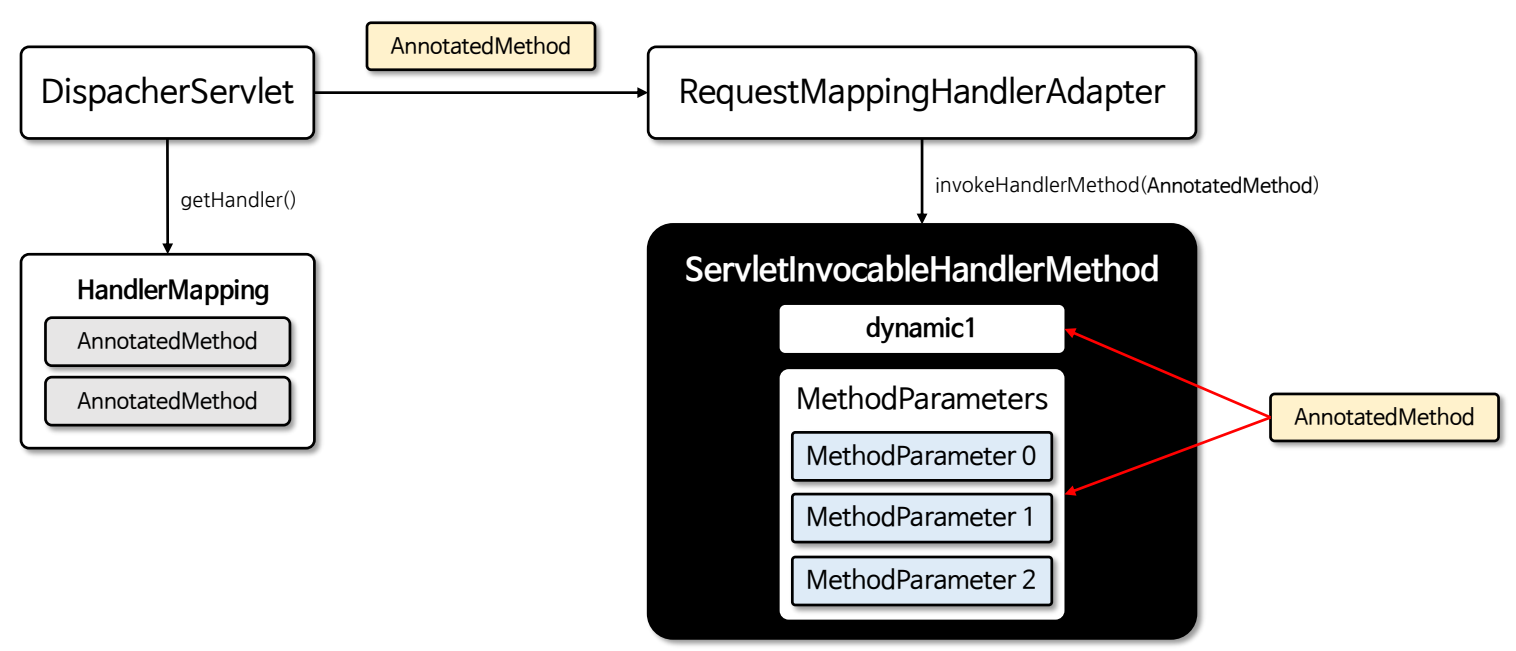 AnnotatedMethod
DispacherServlet
RequestMappingHandlerAdapter
getHandler()
invokeHandlerMethod(AnnotatedMethod)
HandlerMapping
AnnotatedMethod
AnnotatedMethod
ServletInvocableHandlerMethod
dynamic1
MethodParameters
MethodParameter 0
MethodParameter 1
MethodParameter 2
AnnotatedMethod